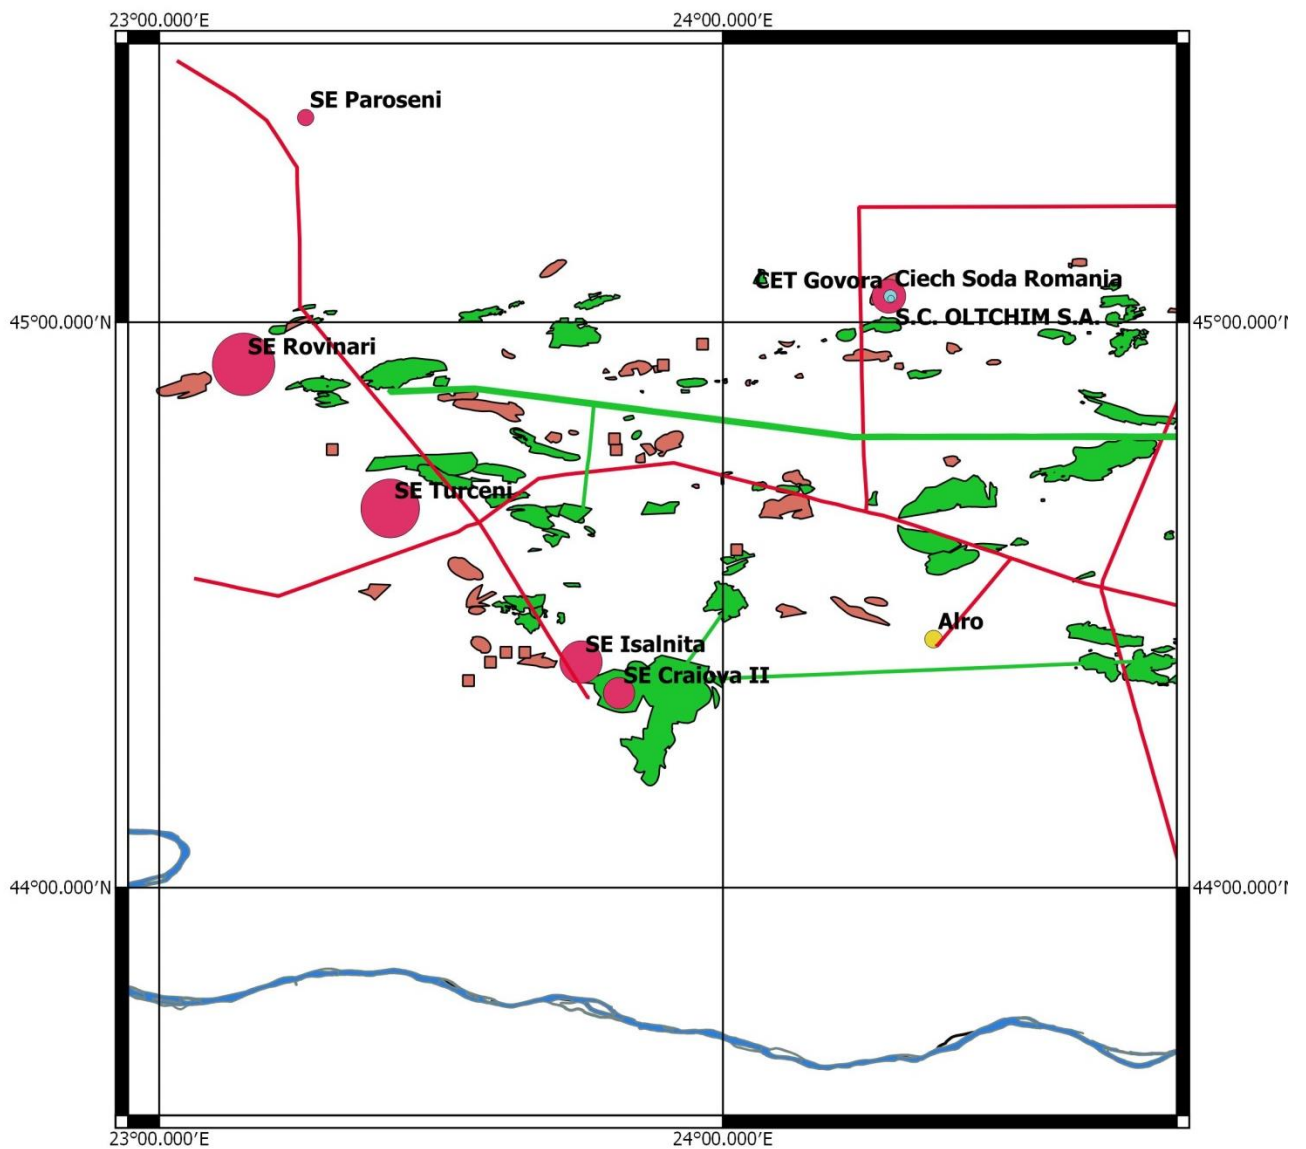 23°00.000′E 24°00.000′E
SE Paroseni
CET Govora Ciech Soda Romania
45°00.000′N 45°00.000′N
S.C. OLTCHIM S.A.
SE Rovinari
SE Turceni
Alro
SE Isalnita
SE Craiova II
44°00.000′N 44°00.000′N
23°00.000′E 24°00.000′E